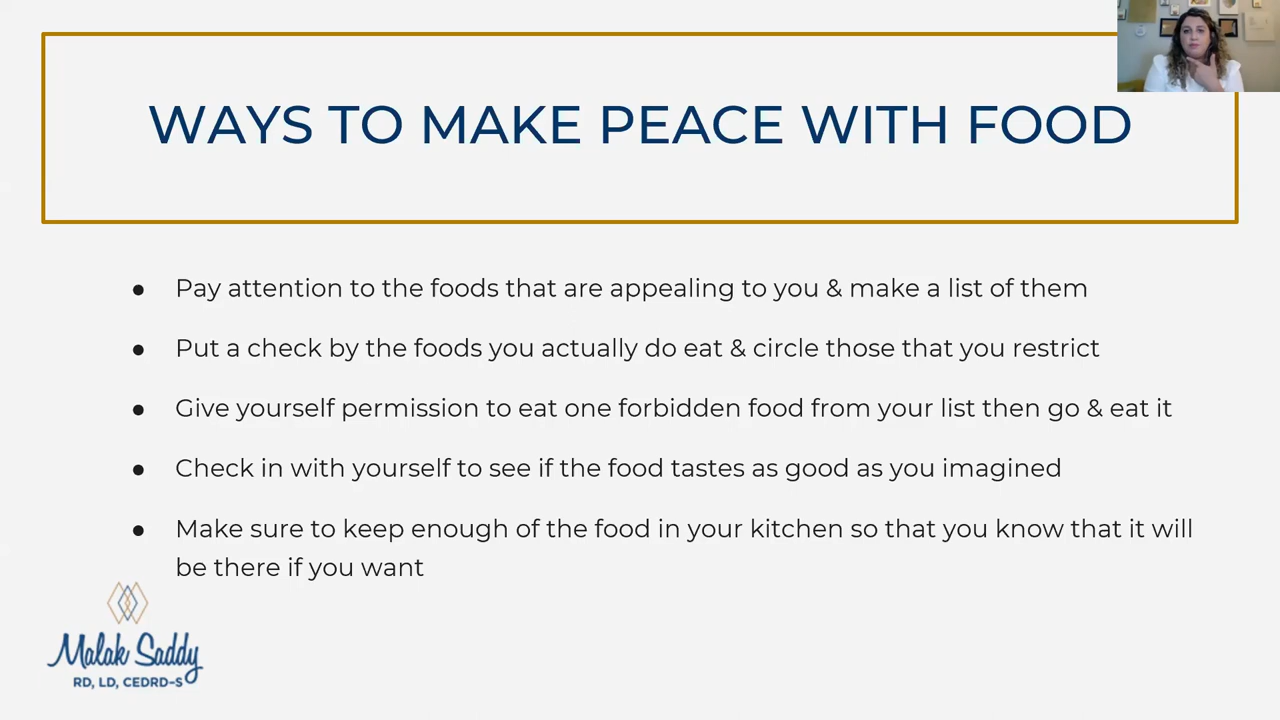 WAYS TO MAKE PEACE WITH FOOD
● Pay attention to the foods that are appealing to you & make a list of them
● Put a check by the foods you actually do eat & circle those that you restrict
● Give yourself permission to eat one forbidden food from your list then go & eat it
● Check in with yourself to see if the food tastes as good as you imagined
● Make sure to keep enough of the food in your kitchen so that you know that it will
be there if you want
Malak Saddy
RD, LD, CEDRD-S